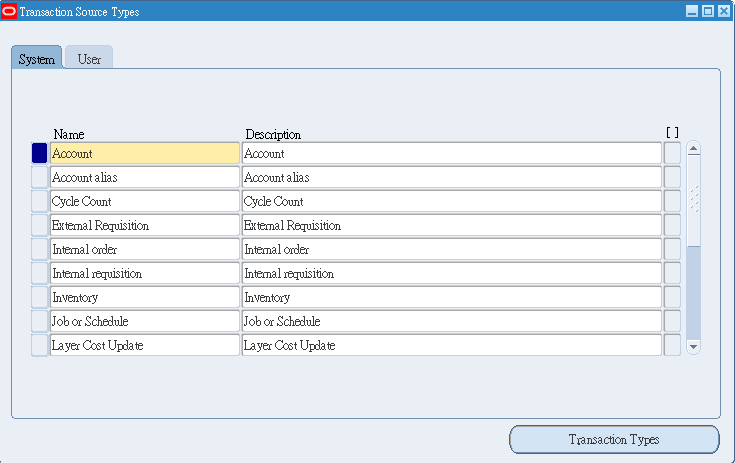 Transaction Source Types
System User
Name Description [ ]
Account Account
Account alias Account alias
Cycle Count Cycle Count
External Requisition External Requisition
Internal order Internal order
Internal requisition Internal requisition
Inventory Inventory
Job or Schedule Job or Schedule
Layer Cost Update Layer Cost Update
Transaction Types